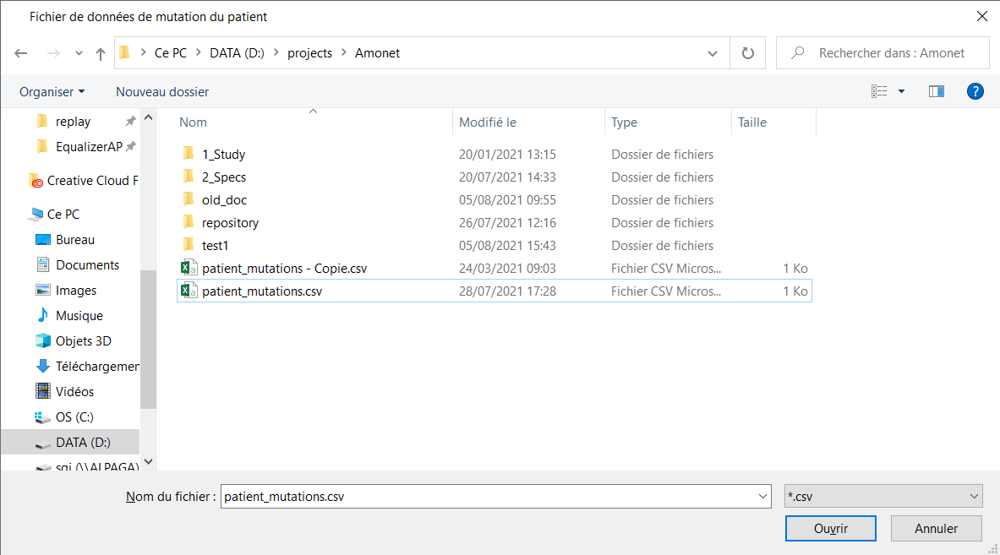 Fichier de données de mutation du patient
Ce PC > DATA (D:) > projects > Amonet
Rechercher dans : Amonet
Organiser
Nouveau dossier
replay
EqualizerAP
Creative Cloud F
Ce PC
Bureau
Documents
Images
Musique
Objets 3D
Téléchargemen
Vidéos
OS (C:)
DATA (D:)
sgi (\\ALPAGA)
Nom Modifié le Type Taille
1_Study 20/01/2021 13:15 Dossier de fichiers
2_Specs 20/07/2021 14:33 Dossier de fichiers
old_doc 05/08/2021 09:55 Dossier de fichiers
repository 26/07/2021 12:16 Dossier de fichiers
test1 05/08/2021 15:43 Dossier de fichiers
patient_mutations - Copie.csv 24/03/2021 09:03 Fichier CSV Micros... 1 Ko
patient_mutations.csv 28/07/2021 17:28 Fichier CSV Micros... 1 Ko
Nom du fichier : patient_mutations.csv *.csv
Ouvrir Annuler